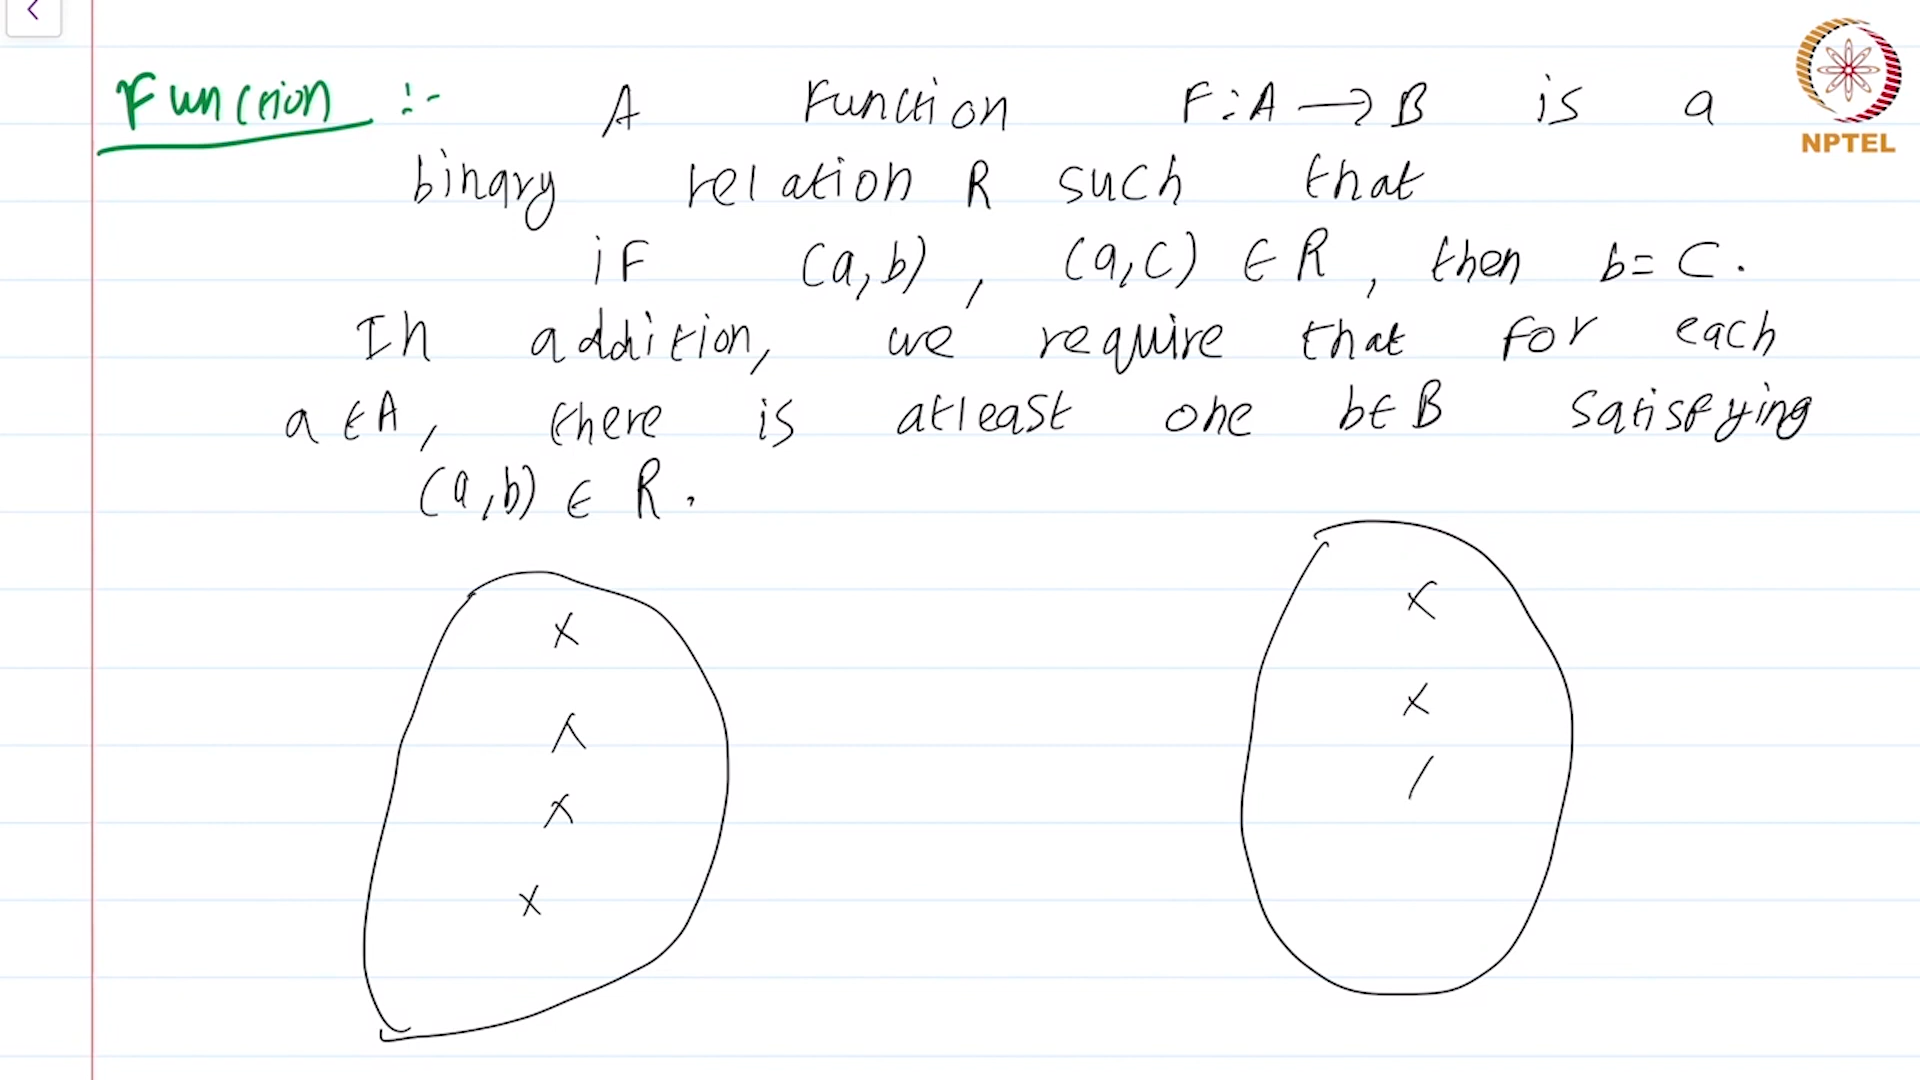 Function :- A Function F: A → B is a
binary relation R such that
if (a,b), (a,c) ∈ R, then b = c.
In addition, we require that for each
a ∈ A, there is atleast one b ∈ B satisfying
(a,b) ∈ R.
NPTEL